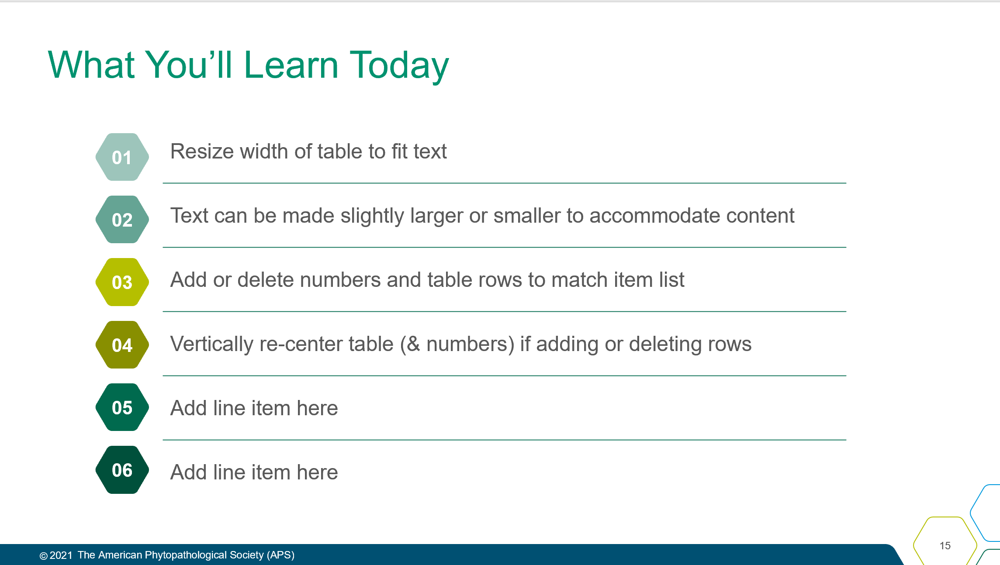 What You’ll Learn Today
01 Resize width of table to fit text
02 Text can be made slightly larger or smaller to accommodate content
03 Add or delete numbers and table rows to match item list
04 Vertically re-center table (& numbers) if adding or deleting rows
05 Add line item here
06 Add line item here
© 2021 The American Phytopathological Society (APS)
15